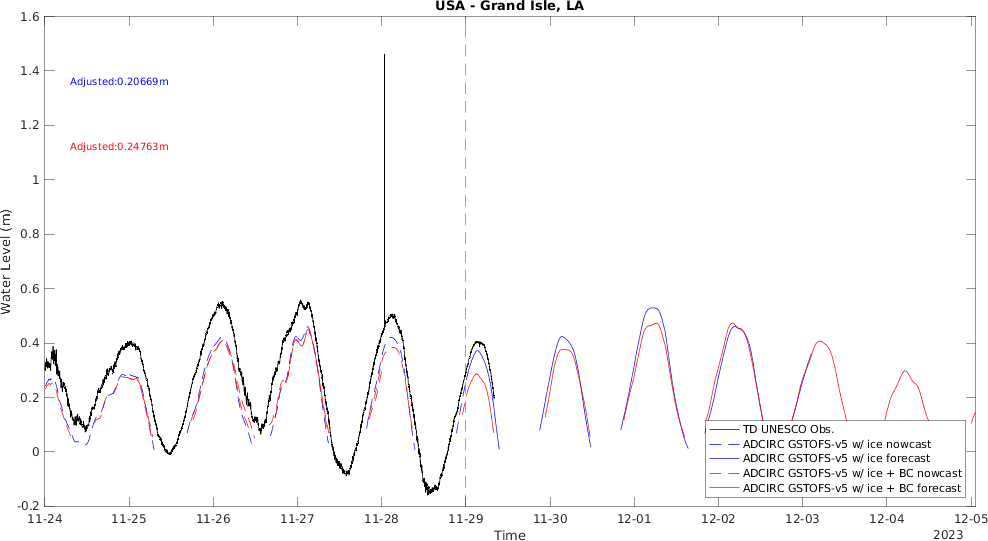 USA - Grand Isle, LA
1.6
1.4
1.2
1
0.8
0.6
0.4
0.2
0
-0.2
Water Level (m)
Adjusted:0.20669m
Adjusted:0.24763m
TD UNESCO Obs.
ADCIRC GSTOFS-v5 w/ ice nowcast
ADCIRC GSTOFS-v5 w/ ice forecast
ADCIRC GSTOFS-v5 w/ ice + BC nowcast
ADCIRC GSTOFS-v5 w/ ice + BC forecast
11-24 11-25 11-26 11-27 11-28 11-29 11-30 12-01 12-02 12-03 12-04 12-05
Time
2023